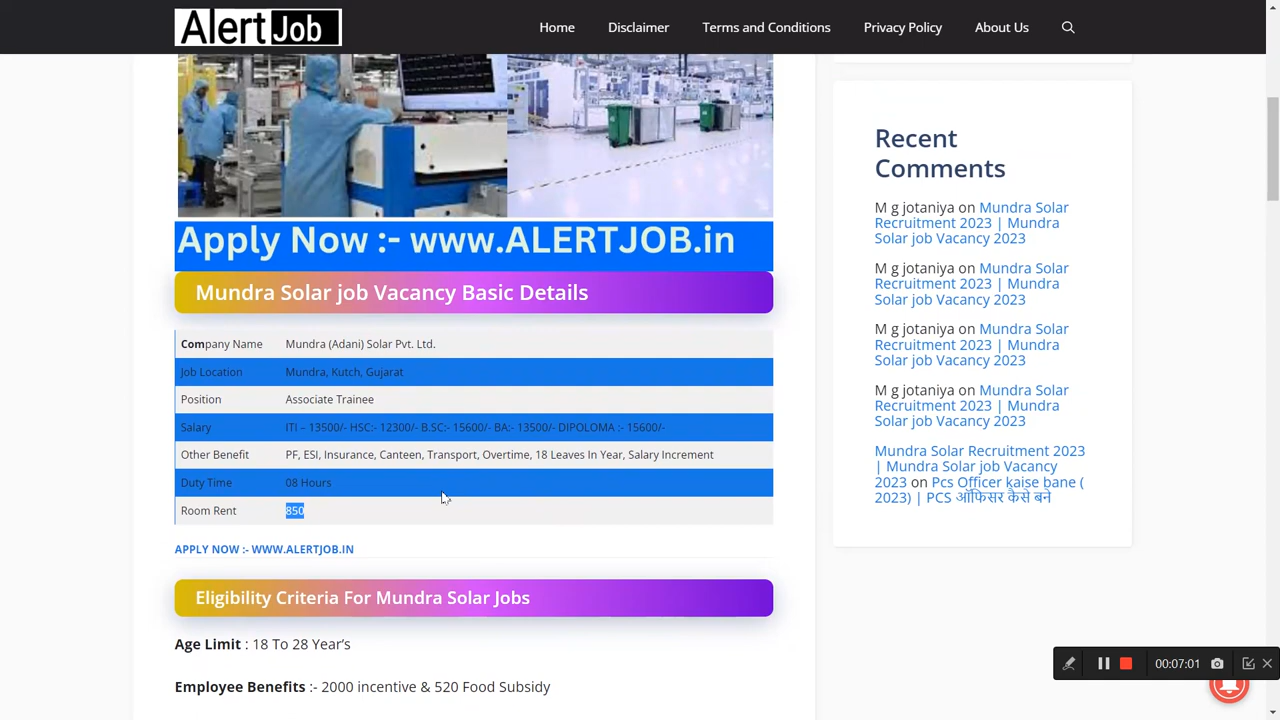 AlertJob
Home Disclaimer Terms and Conditions Privacy Policy About Us
Apply Now :- www.ALERTJOB.in
Mundra Solar job Vacancy Basic Details
Company Name Mundra (Adani) Solar Pvt. Ltd.
Job Location Mundra, Kutch, Gujarat
Position Associate Trainee
Salary ITI – 13500/- HSC:- 12300/- B.SC:- 15600/- BA:- 13500/- DIPOLOMA :- 15600/-
Other Benefit PF, ESI, Insurance, Canteen, Transport, Overtime, 18 Leaves In Year, Salary Increment
Duty Time 08 Hours
Room Rent 850
APPLY NOW :- WWW.ALERTJOB.IN
Eligibility Criteria For Mundra Solar Jobs
Age Limit : 18 To 28 Year’s
Employee Benefits :- 2000 incentive & 520 Food Subsidy
Recent
Comments
M g jotaniya on Mundra Solar
Recruitment 2023 | Mundra
Solar job Vacancy 2023
M g jotaniya on Mundra Solar
Recruitment 2023 | Mundra
Solar job Vacancy 2023
M g jotaniya on Mundra Solar
Recruitment 2023 | Mundra
Solar job Vacancy 2023
M g jotaniya on Mundra Solar
Recruitment 2023 | Mundra
Solar job Vacancy 2023
Mundra Solar Recruitment 2023
| Mundra Solar job Vacancy
2023 on Pcs Officer kaise bane (
2023) | PCS ऑफिसर कैसे बने
00:07:01